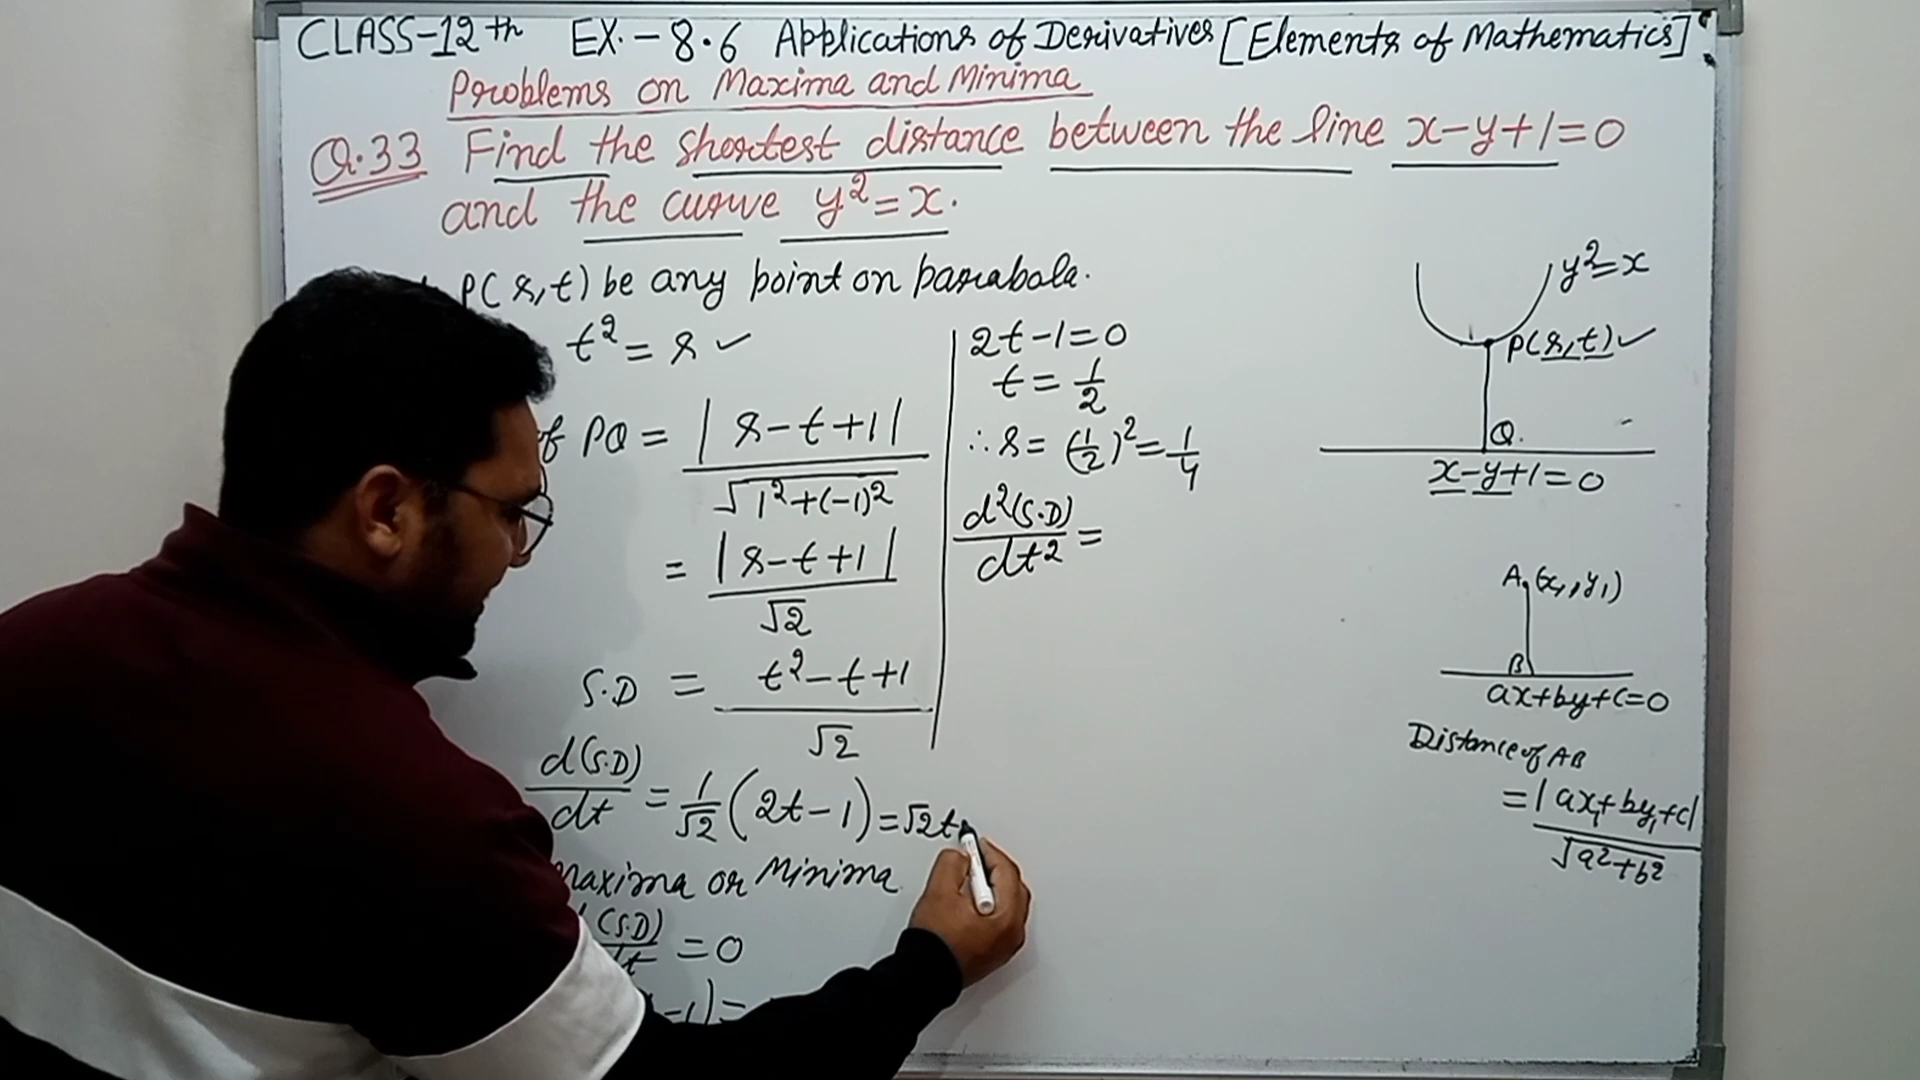 CLASS-12th EX.-8.6 Applications of Derivatives [Elements of Mathematics]
Problems on Maxima and Minima
Q.33 Find the shortest distance between the line x-y+1=0
and the curve y²=x.
P(s,t) be any point on parabola.
t²=s ✓
of PQ = |s-t+1|
√1²+(-1)²
= |s-t+1|
√2
S.D = t²-t+1
√2
d(S.D)
dt
= 1/√2 (2t-1) = √2t
Maxima or Minima
(S.D)
dt
=0
-1)=
2t-1=0
t = 1/2
∴ s = (1/2)² = 1/4
d²(S.D)
dt²
=
y²=x
P(s,t) ✓
Q.
x-y+1=0
A (x₁,y₁)
B
ax+by+c=0
Distance of AB
= |ax₁+by₁+c|
√a²+b²